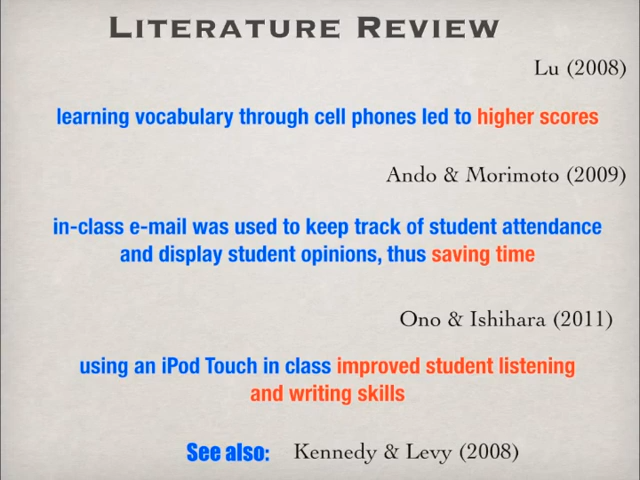 LITERATURE REVIEW
Lu (2008)
learning vocabulary through cell phones led to higher scores
Ando & Morimoto (2009)
in-class e-mail was used to keep track of student attendance
and display student opinions, thus saving time
Ono & Ishihara (2011)
using an iPod Touch in class improved student listening
and writing skills
See also: Kennedy & Levy (2008)